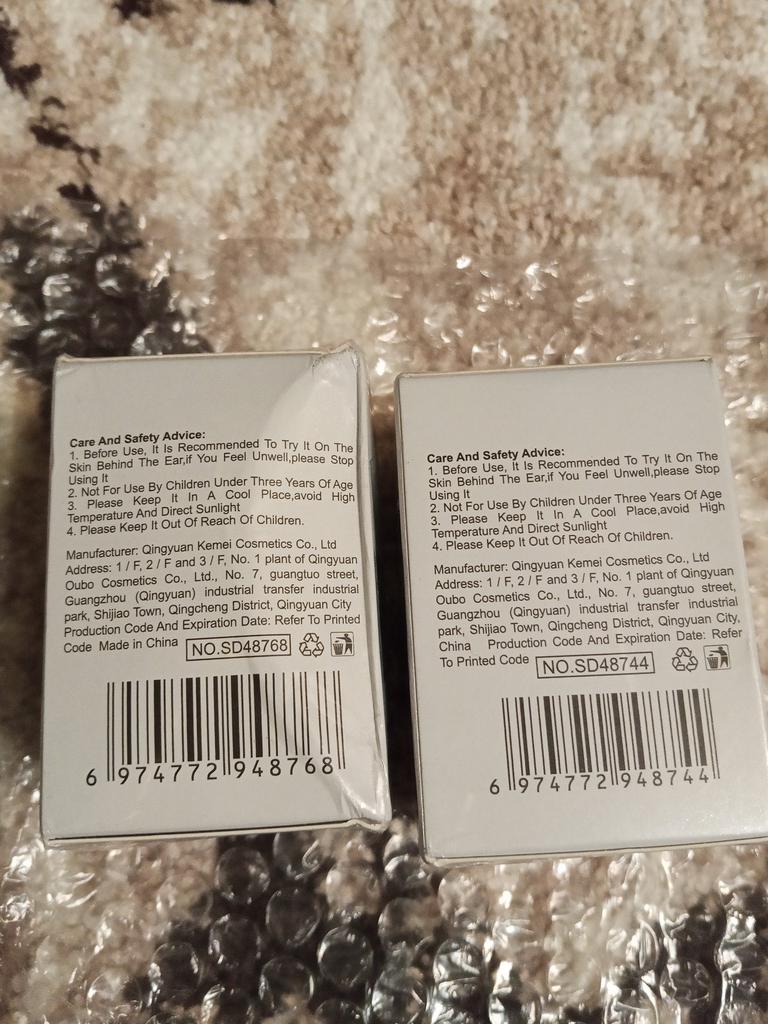 Care And Safety Advice:
1. Before Use, It Is Recommended To Try It On The
Skin Behind The Ear,if You Feel Unwell,please Stop
Using It
2. Not For Use By Children Under Three Years Of Age
3. Please Keep It In A Cool Place,avoid High
Temperature And Direct Sunlight
4. Please Keep It Out Of Reach Of Children.
Manufacturer: Qingyuan Kemei Cosmetics Co., Ltd
Address: 1 / F, 2 / F and 3 / F, No. 1 plant of Qingyuan
Oubo Cosmetics Co., Ltd., No. 7, guangtuo street,
Guangzhou (Qingyuan) industrial transfer industrial
park, Shijiao Town, Qingcheng District, Qingyuan City
Production Code And Expiration Date: Refer To Printed
Code Made in China NO.SD48768
6 974772 948768
Care And Safety Advice:
1. Before Use, It Is Recommended To Try It On The
Skin Behind The Ear,if You Feel Unwell,please Stop
Using It
2. Not For Use By Children Under Three Years Of Age
3. Please Keep It In A Cool Place,avoid High
Temperature And Direct Sunlight
4. Please Keep It Out Of Reach Of Children.
Manufacturer: Qingyuan Kemei Cosmetics Co., Ltd
Address: 1 / F, 2 / F and 3 / F, No. 1 plant of Qingyuan
Oubo Cosmetics Co., Ltd., No. 7, guangtuo street,
Guangzhou (Qingyuan) industrial transfer industrial
park, Shijiao Town, Qingcheng District, Qingyuan City,
China Production Code And Expiration Date: Refer
To Printed Code NO.SD48744
6 974772 948744